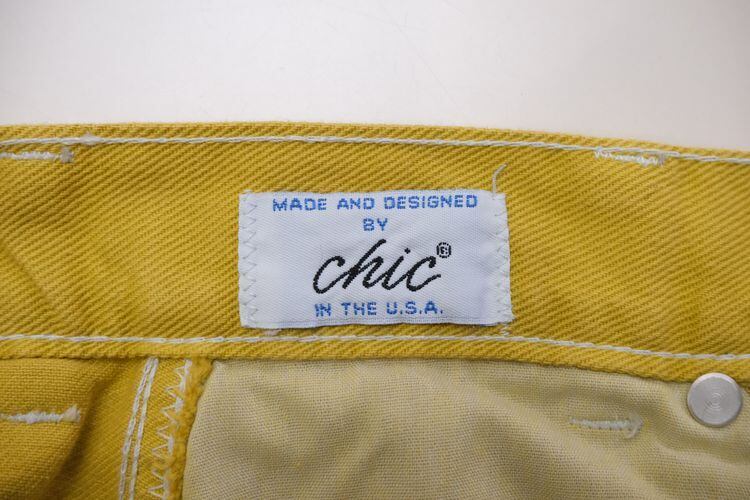 MADE AND DESIGNED
BY
chic®
IN THE U.S.A.